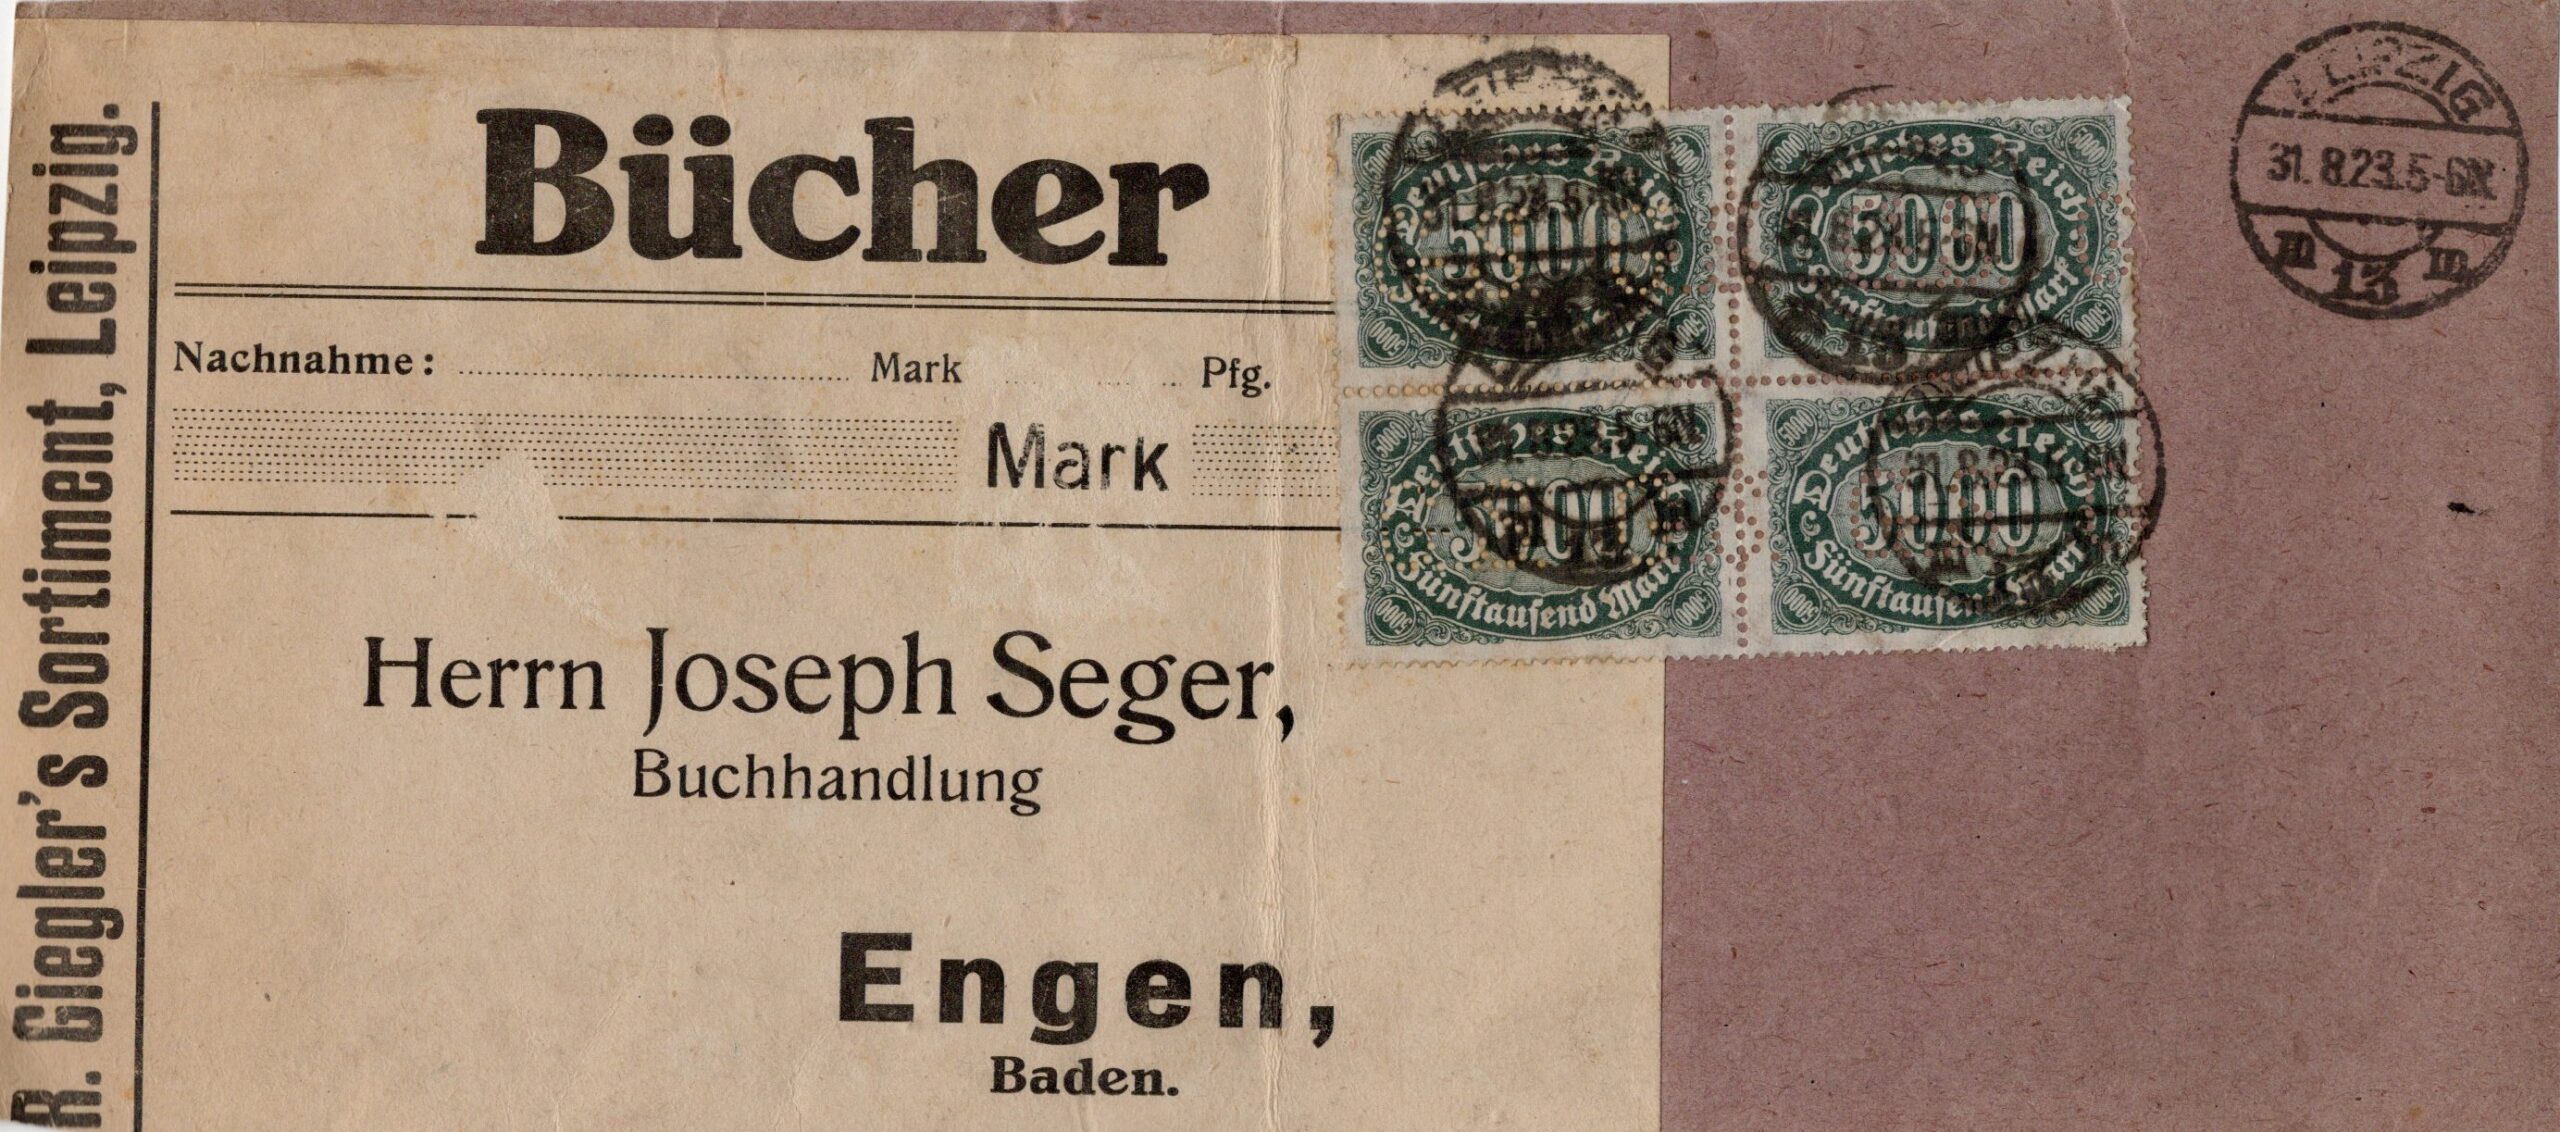 R. Giegler's Sortiment, Leipzig.
Bücher
Nachnahme: Mark Pfg.
Mark
Herrn Joseph Seger,
Buchhandlung
Engen,
Baden.
Deutsches Reich
5000
Fünftausend Mark
Deutsches Reich
5000
Fünftausend Mark
Deutsches Reich
5000
Fünftausend Mark
Deutsches Reich
5000
Fünftausend Mark
LEIPZIG
31.8.23.5-6N.
m 13 m